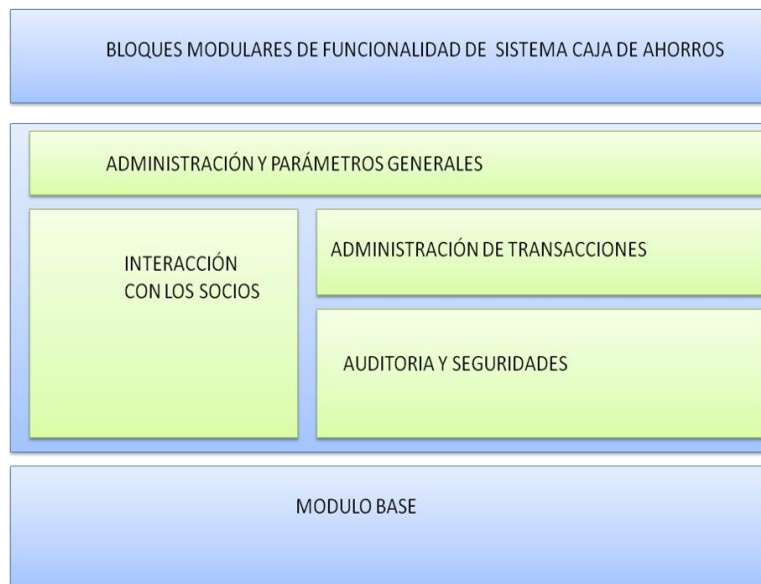 BLOQUES MODULARES DE FUNCIONALIDAD DE SISTEMA CAJA DE AHORROS
ADMINISTRACIÓN Y PARÁMETROS GENERALES
INTERACCIÓN
CON LOS SOCIOS
ADMINISTRACIÓN DE TRANSACCIONES
AUDITORIA Y SEGURIDADES
MODULO BASE